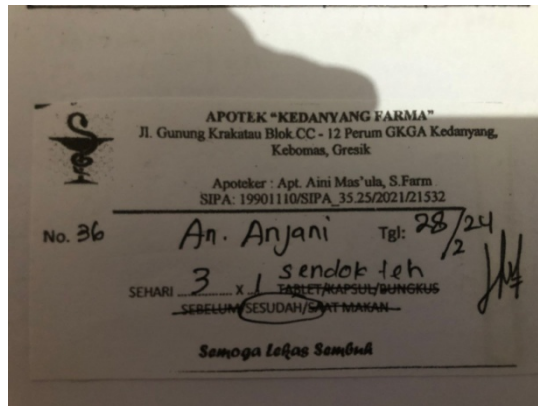 APOTEK "KEDANYANG FARMA"
Jl. Gunung Krakatau Blok CC - 12 Perum GKGA Kedanyang,
Kebomas, Gresik
Apoteker : Apt. Aini Mas'ula, S.Farm
SIPA: 19901110/SIPA_35.25/2021/21532
No. 36 An. Anjani Tgl: 28/2/24
sendok teh
SEHARI 3 x 1 TABLET/KAPSUL/BUNGKUS
SEBELUM/SESUDAH/SAAT MAKAN
Semoga Lekas Sembuh